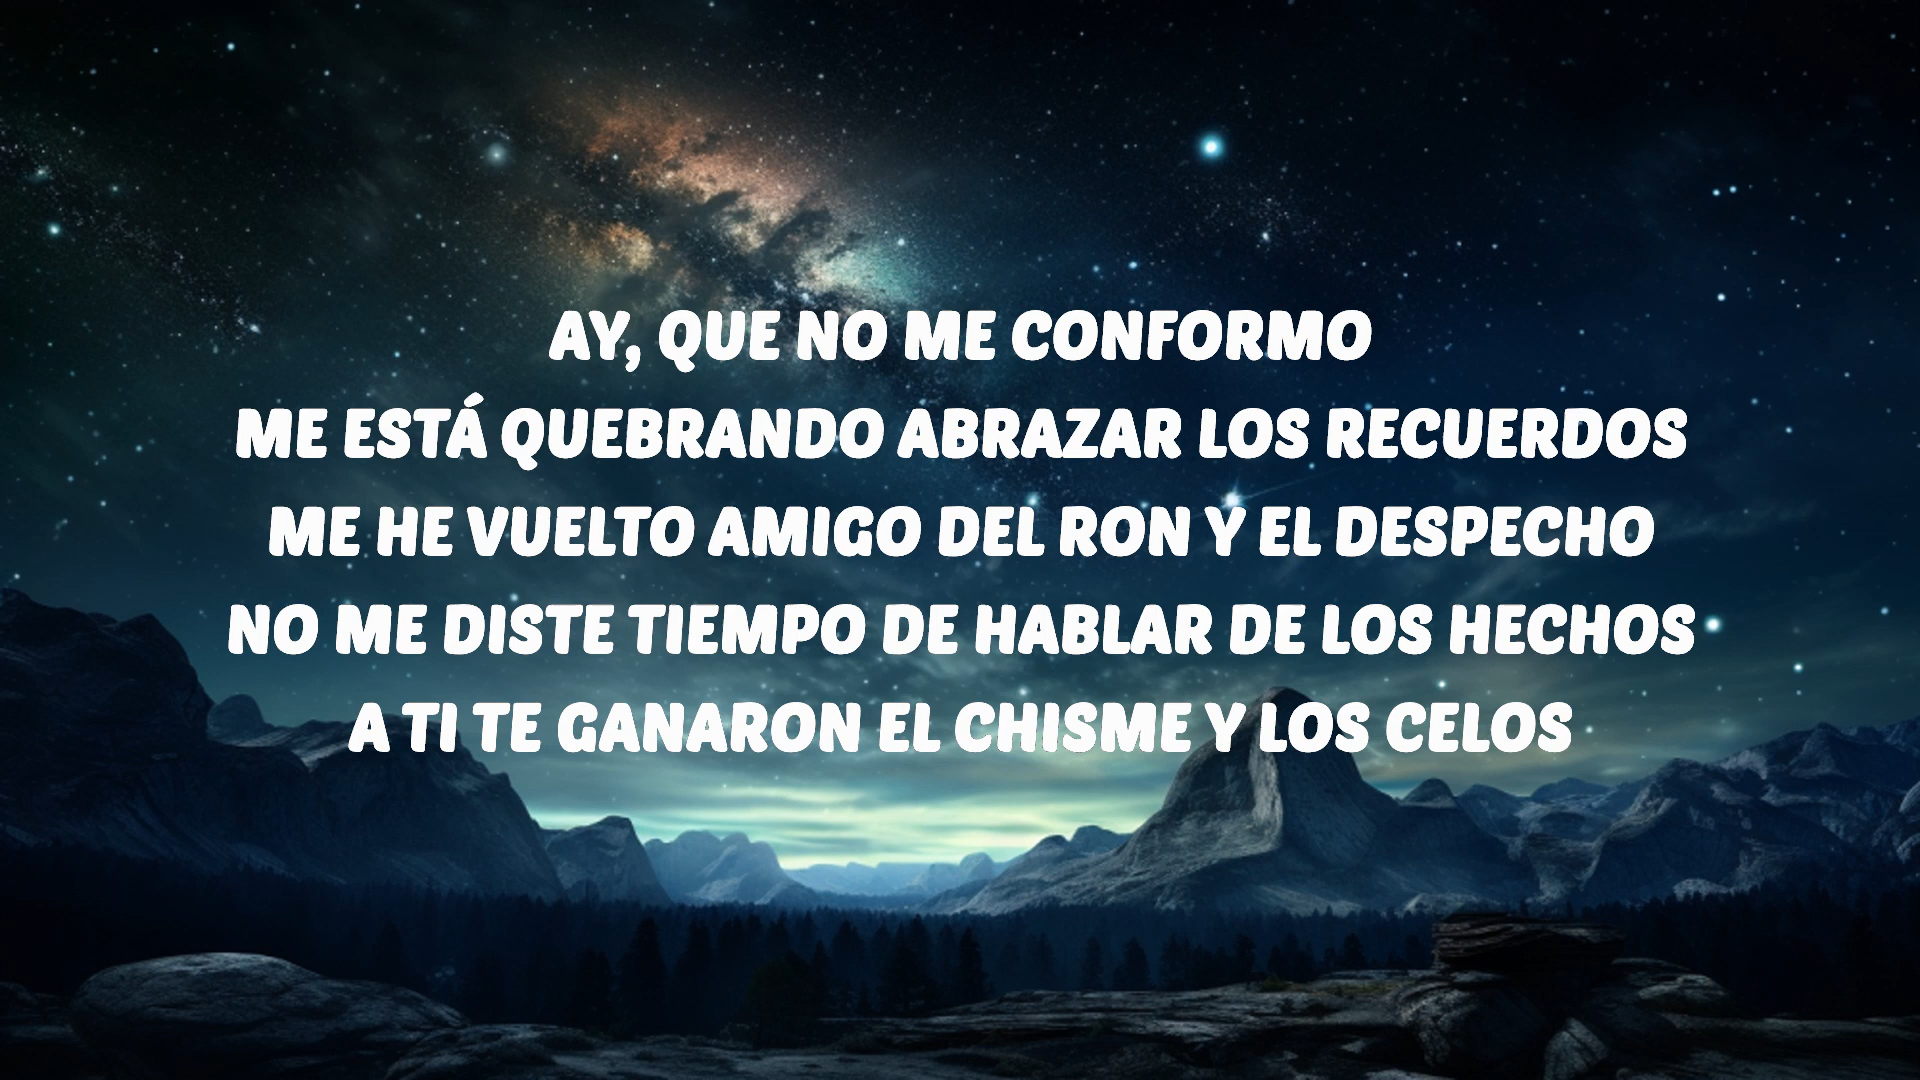 AY, QUE NO ME CONFORMO
ME ESTÁ QUEBRANDO ABRAZAR LOS RECUERDOS
ME HE VUELTO AMIGO DEL RON Y EL DESPECHO
NO ME DISTE TIEMPO DE HABLAR DE LOS HECHOS
A TI TE GANARON EL CHISME Y LOS CELOS